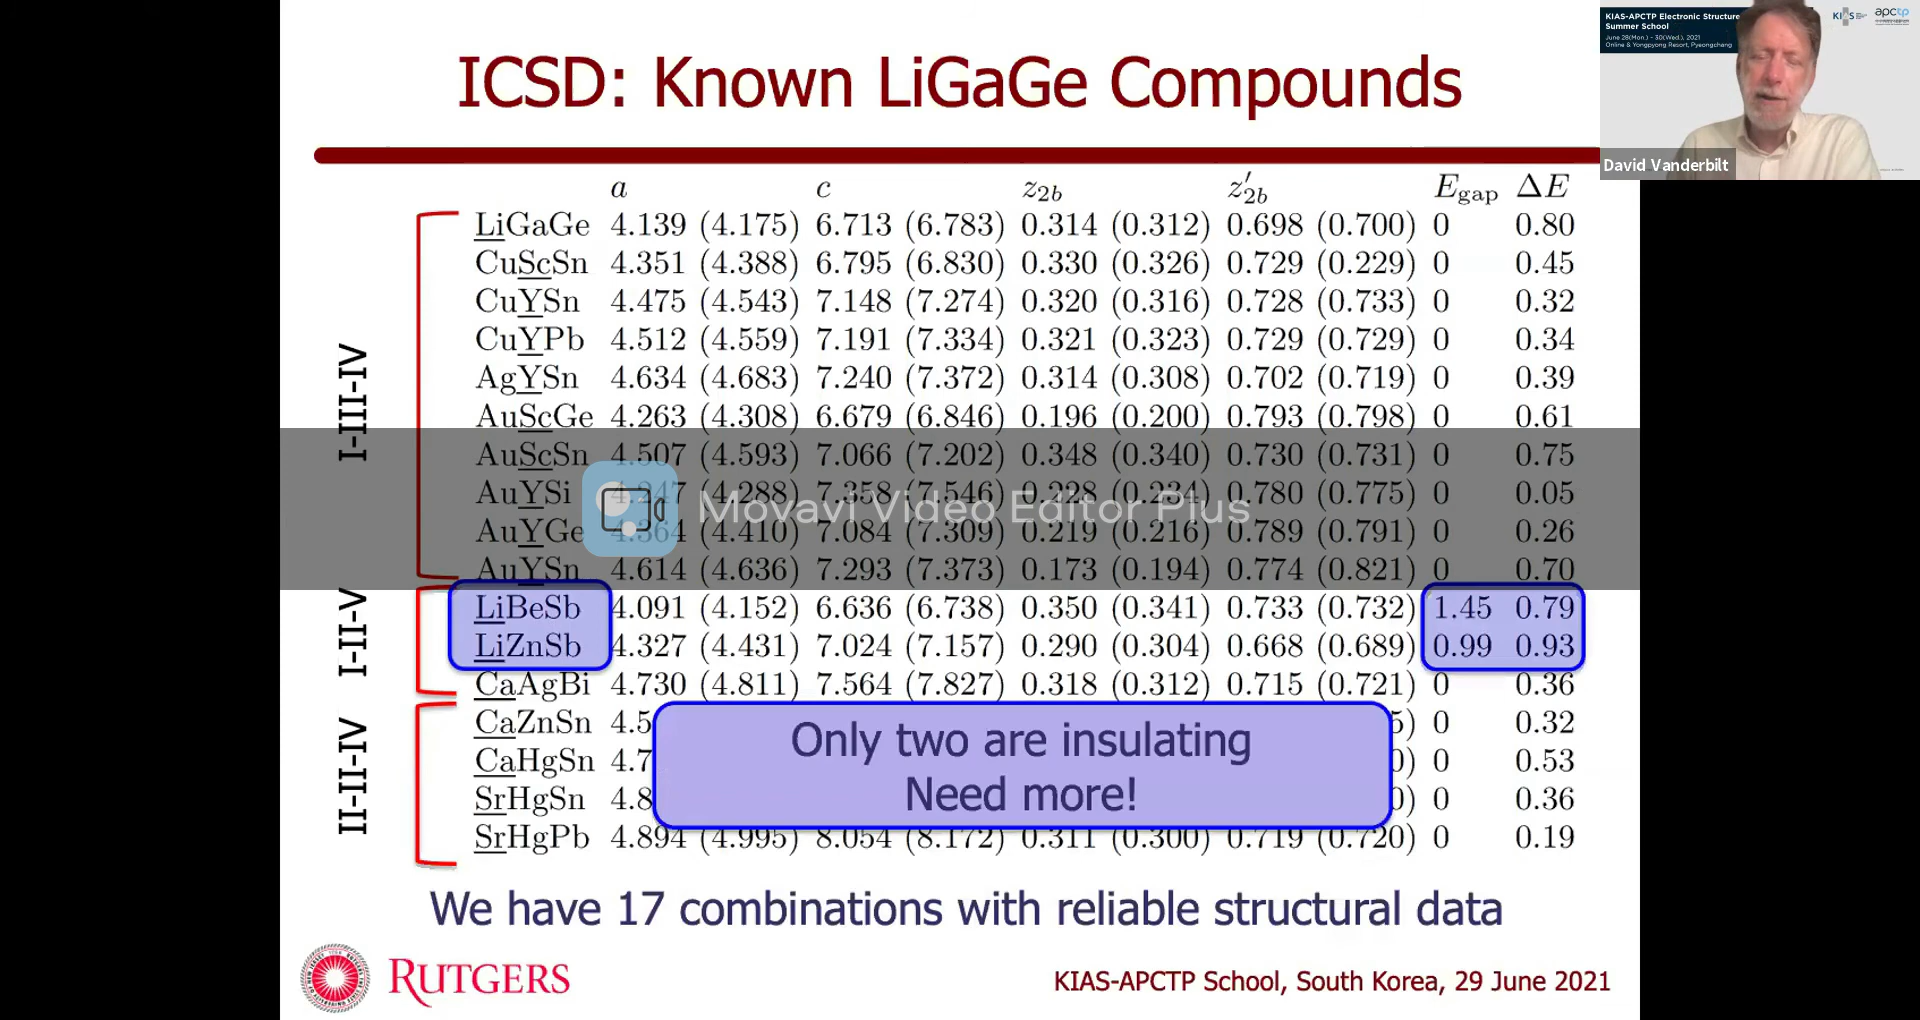 ICSD: Known LiGaGe Compounds
KIAS-APCTP Electronic Structure
Summer School
June 28(Mon.) - 30(Wed.), 2021
Online & Yongpyong Resort, Pyeongchang
KIAS
apctp
David Vanderbilt
a c z2b z′2b Egap ΔE
I-III-IV
LiGaGe 4.139 (4.175) 6.713 (6.783) 0.314 (0.312) 0.698 (0.700) 0 0.80
CuScSn 4.351 (4.388) 6.795 (6.830) 0.330 (0.326) 0.729 (0.229) 0 0.45
CuYSn 4.475 (4.543) 7.148 (7.274) 0.320 (0.316) 0.728 (0.733) 0 0.32
CuYPb 4.512 (4.559) 7.191 (7.334) 0.321 (0.323) 0.729 (0.729) 0 0.34
AgYSn 4.634 (4.683) 7.240 (7.372) 0.314 (0.308) 0.702 (0.719) 0 0.39
AuScGe 4.263 (4.308) 6.679 (6.846) 0.196 (0.200) 0.793 (0.798) 0 0.61
AuScSn 4.507 (4.593) 7.066 (7.202) 0.348 (0.340) 0.730 (0.731) 0 0.75
AuYSi (4.288) 7.358 (7.546) 0.228 (0.234) 0.780 (0.775) 0 0.05
Movavi Video Editor Plus
AuYGe 4.364 (4.410) 7.084 (7.309) 0.219 (0.216) 0.789 (0.791) 0 0.26
AuYSn 4.614 (4.636) 7.293 (7.373) 0.173 (0.194) 0.774 (0.821) 0 0.70
I-II-V
LiBeSb 4.091 (4.152) 6.636 (6.738) 0.350 (0.341) 0.733 (0.732) 1.45 0.79
LiZnSb 4.327 (4.431) 7.024 (7.157) 0.290 (0.304) 0.668 (0.689) 0.99 0.93
CaAgBi 4.730 (4.811) 7.564 (7.827) 0.318 (0.312) 0.715 (0.721) 0 0.36
II-II-IV
CaZnSn 4.5 5) 0 0.32
CaHgSn 4.7 0) 0 0.53
SrHgSn 4.8 0) 0 0.36
SrHgPb 4.894 (4.995) 8.054 (8.172) 0.311 (0.300) 0.719 (0.720) 0 0.19
Only two are insulating
Need more!
We have 17 combinations with reliable structural data
RUTGERS
KIAS-APCTP School, South Korea, 29 June 2021